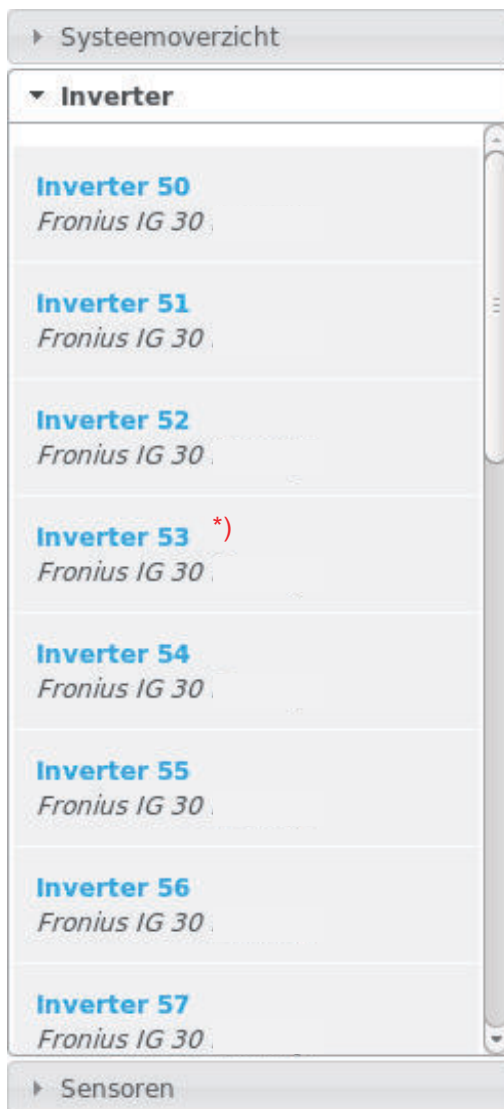 Systeemoverzicht
Inverter
Inverter 50
Fronius IG 30
Inverter 51
Fronius IG 30
Inverter 52
Fronius IG 30
Inverter 53 *)
Fronius IG 30
Inverter 54
Fronius IG 30
Inverter 55
Fronius IG 30
Inverter 56
Fronius IG 30
Inverter 57
Fronius IG 30
Sensoren